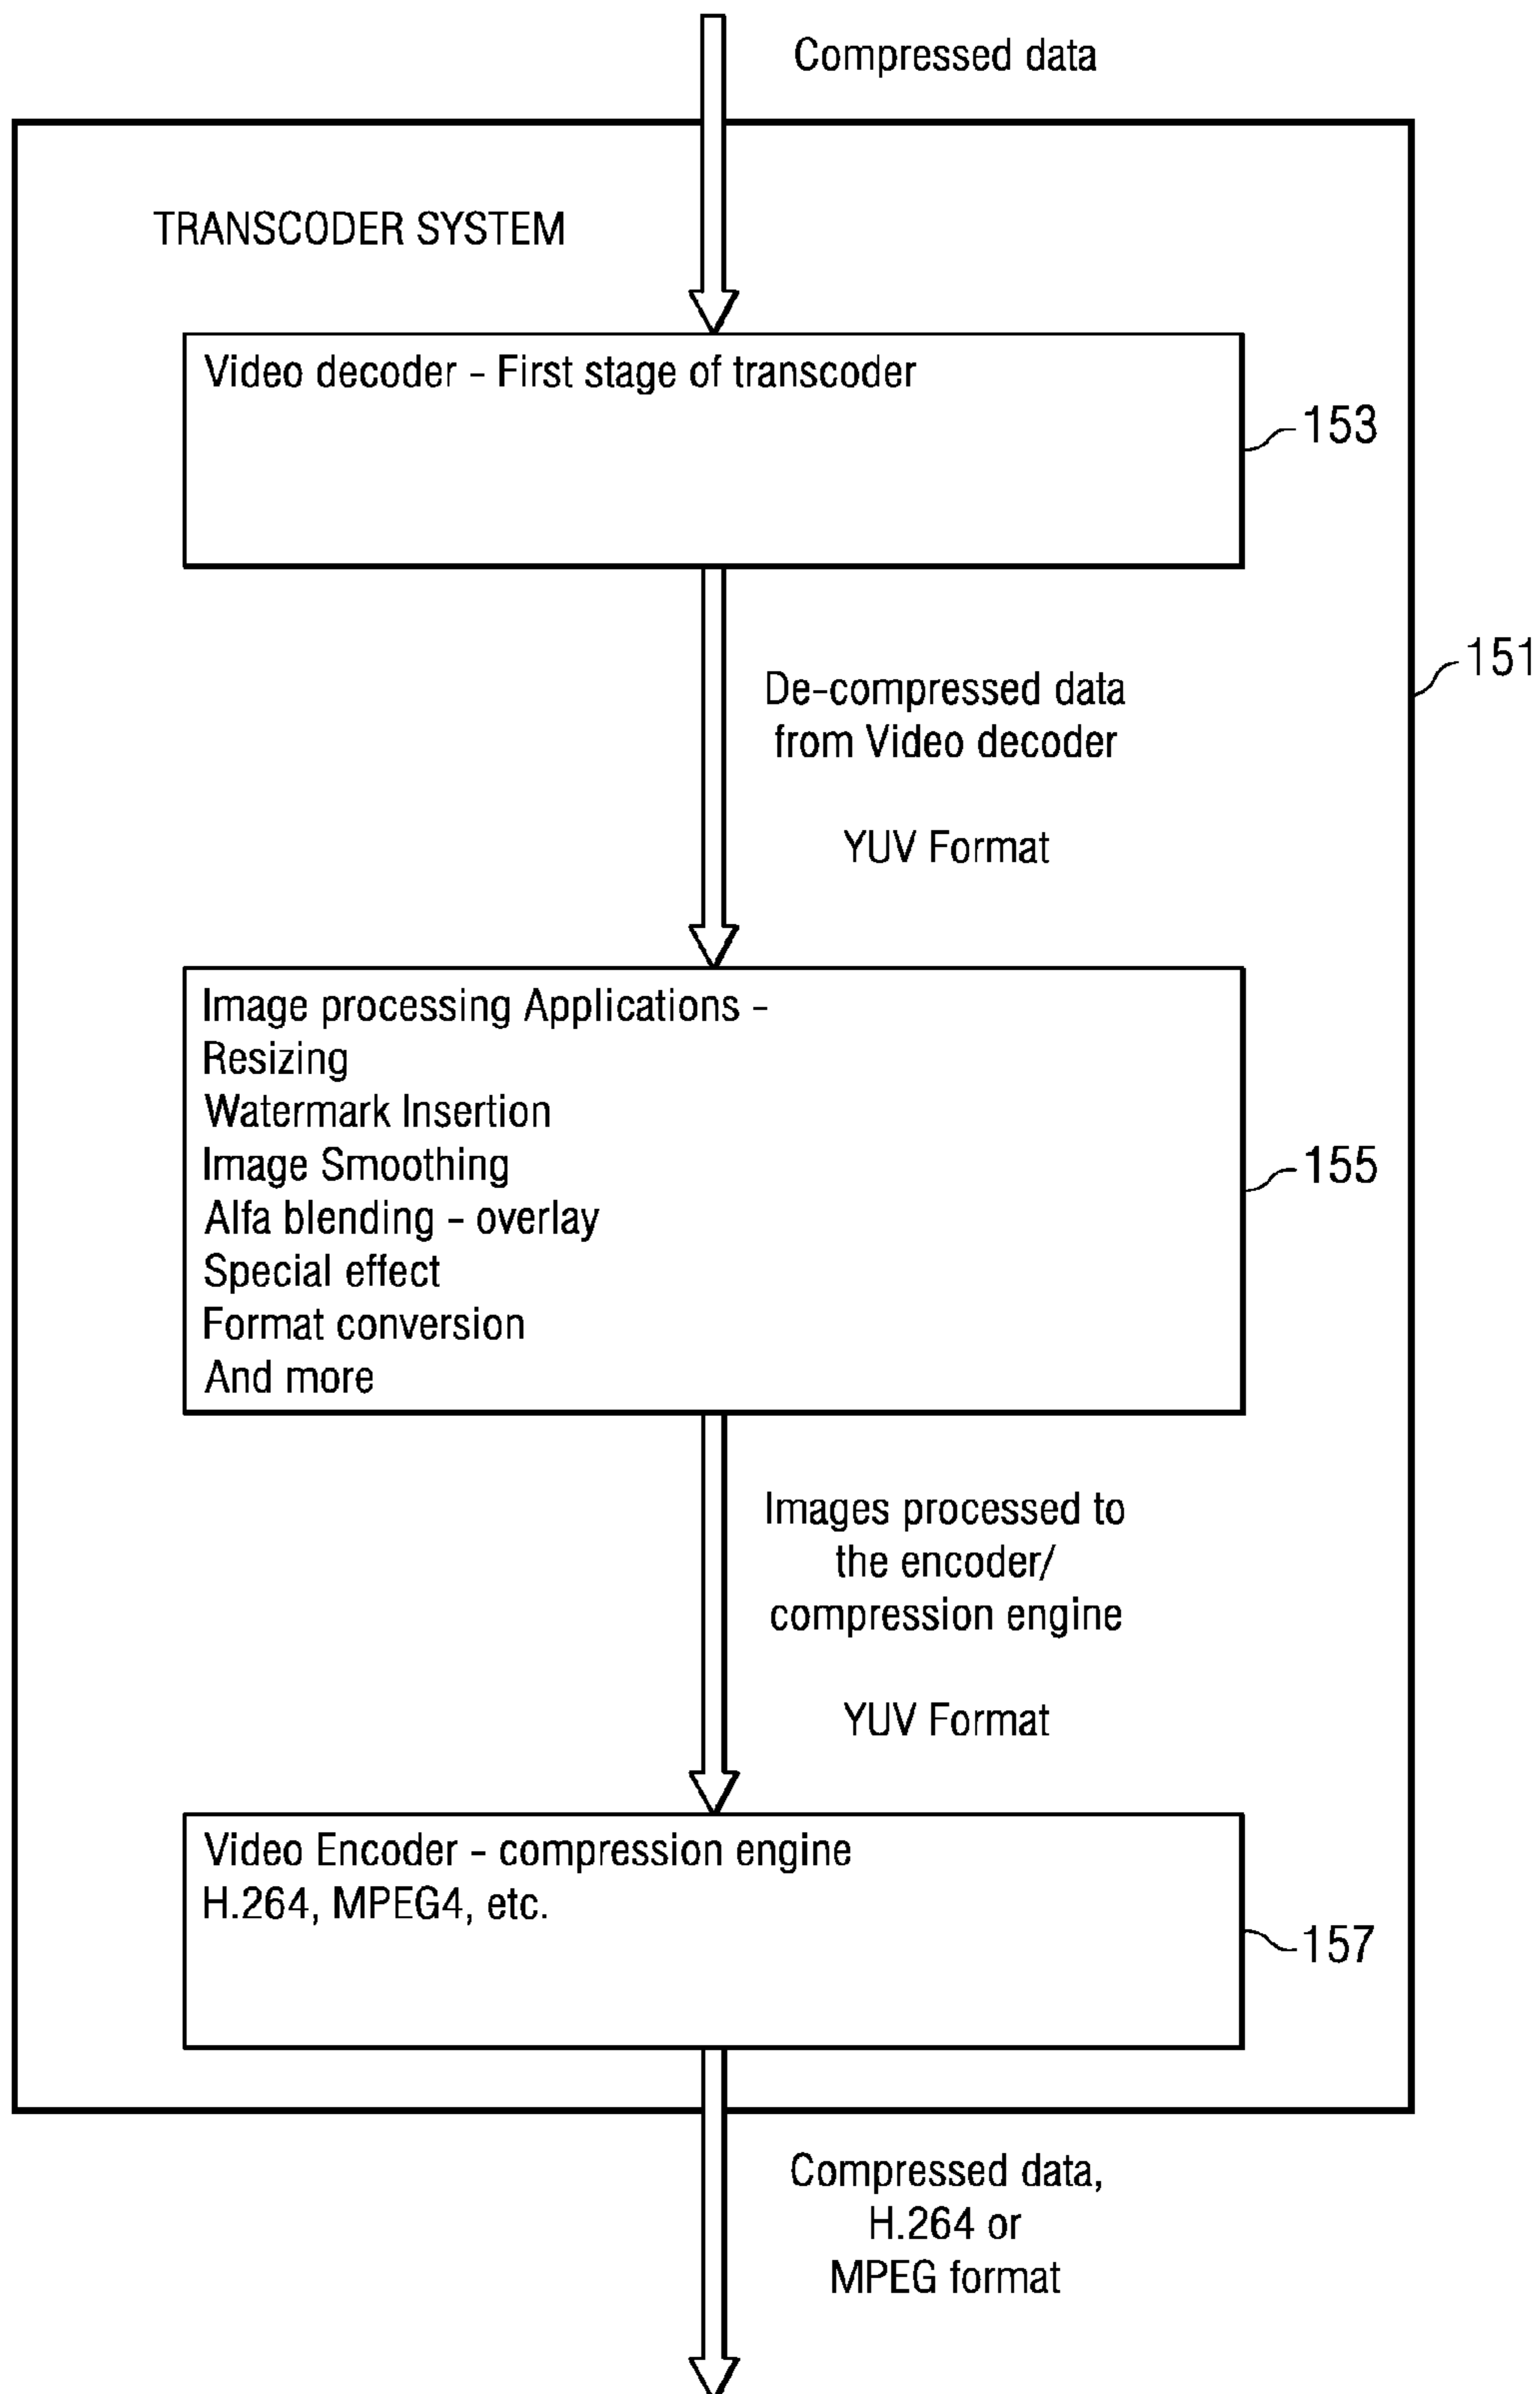 Compressed data
TRANSCODER SYSTEM
Video decoder - First stage of transcoder
153
151
De-compressed data
from Video decoder
YUV Format
Image processing Applications -
Resizing
Watermark Insertion
Image Smoothing
Alfa blending - overlay
Special effect
Format conversion
And more
155
Images processed to
the encoder/
compression engine
YUV Format
Video Encoder - compression engine
H.264, MPEG4, etc.
157
Compressed data,
H.264 or
MPEG format